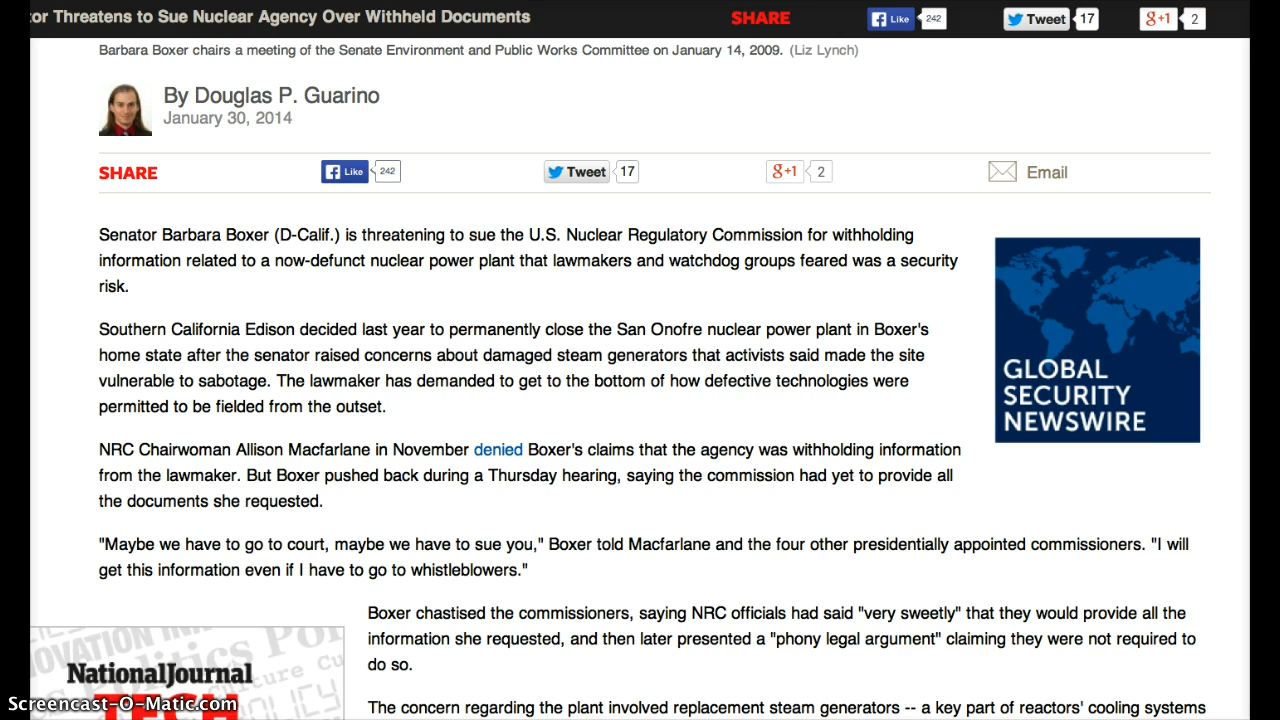 tor Threatens to Sue Nuclear Agency Over Withheld Documents
SHARE
Like 242
Tweet 17
g+1 2
Barbara Boxer chairs a meeting of the Senate Environment and Public Works Committee on January 14, 2009. (Liz Lynch)
By Douglas P. Guarino
January 30, 2014
SHARE
Like 242
Tweet 17
g+1 2
Email
Senator Barbara Boxer (D-Calif.) is threatening to sue the U.S. Nuclear Regulatory Commission for withholding
information related to a now-defunct nuclear power plant that lawmakers and watchdog groups feared was a security
risk.
Southern California Edison decided last year to permanently close the San Onofre nuclear power plant in Boxer's
home state after the senator raised concerns about damaged steam generators that activists said made the site
vulnerable to sabotage. The lawmaker has demanded to get to the bottom of how defective technologies were
permitted to be fielded from the outset.
GLOBAL
SECURITY
NEWSWIRE
NRC Chairwoman Allison Macfarlane in November denied Boxer's claims that the agency was withholding information
from the lawmaker. But Boxer pushed back during a Thursday hearing, saying the commission had yet to provide all
the documents she requested.
"Maybe we have to go to court, maybe we have to sue you," Boxer told Macfarlane and the four other presidentially appointed commissioners. "I will
get this information even if I have to go to whistleblowers."
Boxer chastised the commissioners, saying NRC officials had said "very sweetly" that they would provide all the
information she requested, and then later presented a "phony legal argument" claiming they were not required to
do so.
The concern regarding the plant involved replacement steam generators -- a key part of reactors' cooling systems
NationalJournal
TECH
Screencast-O-Matic.com